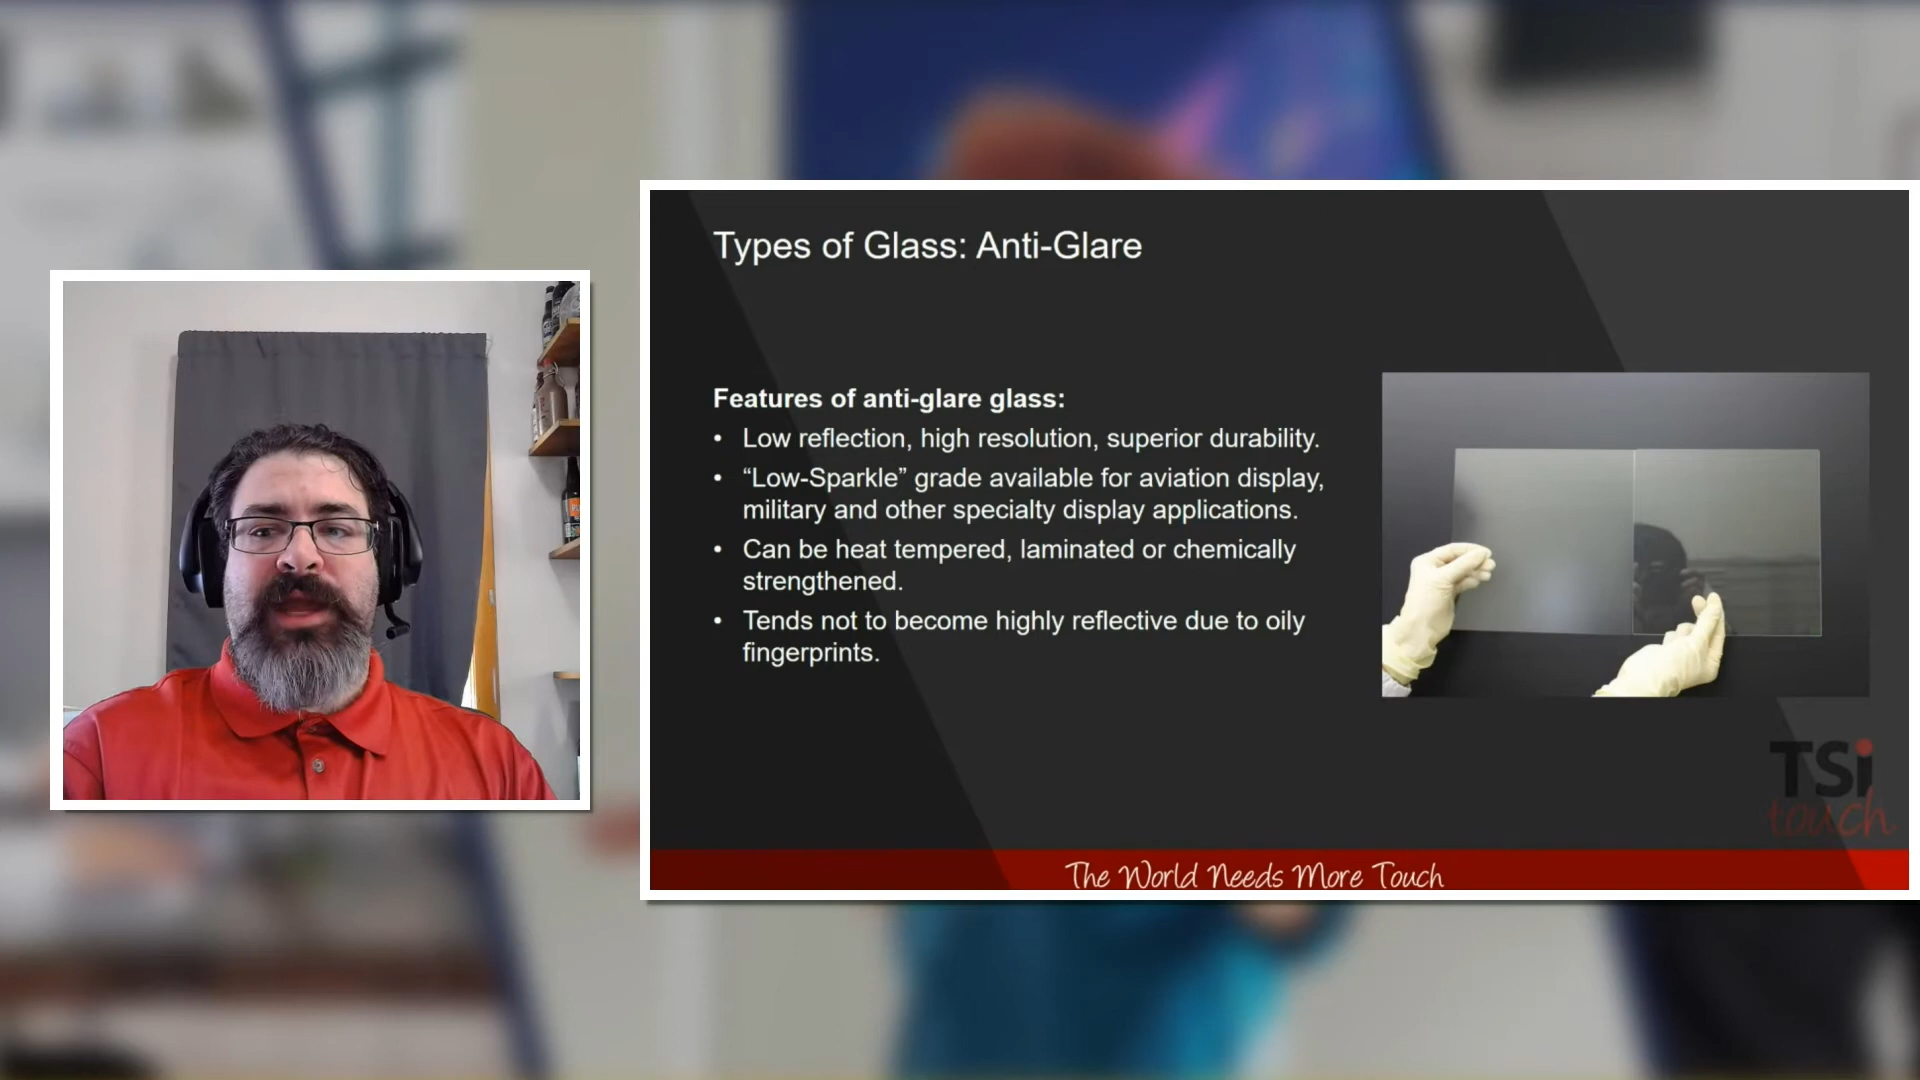 Types of Glass: Anti-Glare
Features of anti-glare glass:
• Low reflection, high resolution, superior durability.
• “Low-Sparkle” grade available for aviation display,
military and other specialty display applications.
• Can be heat tempered, laminated or chemically
strengthened.
• Tends not to become highly reflective due to oily
fingerprints.
TSi
touch
The World Needs More Touch